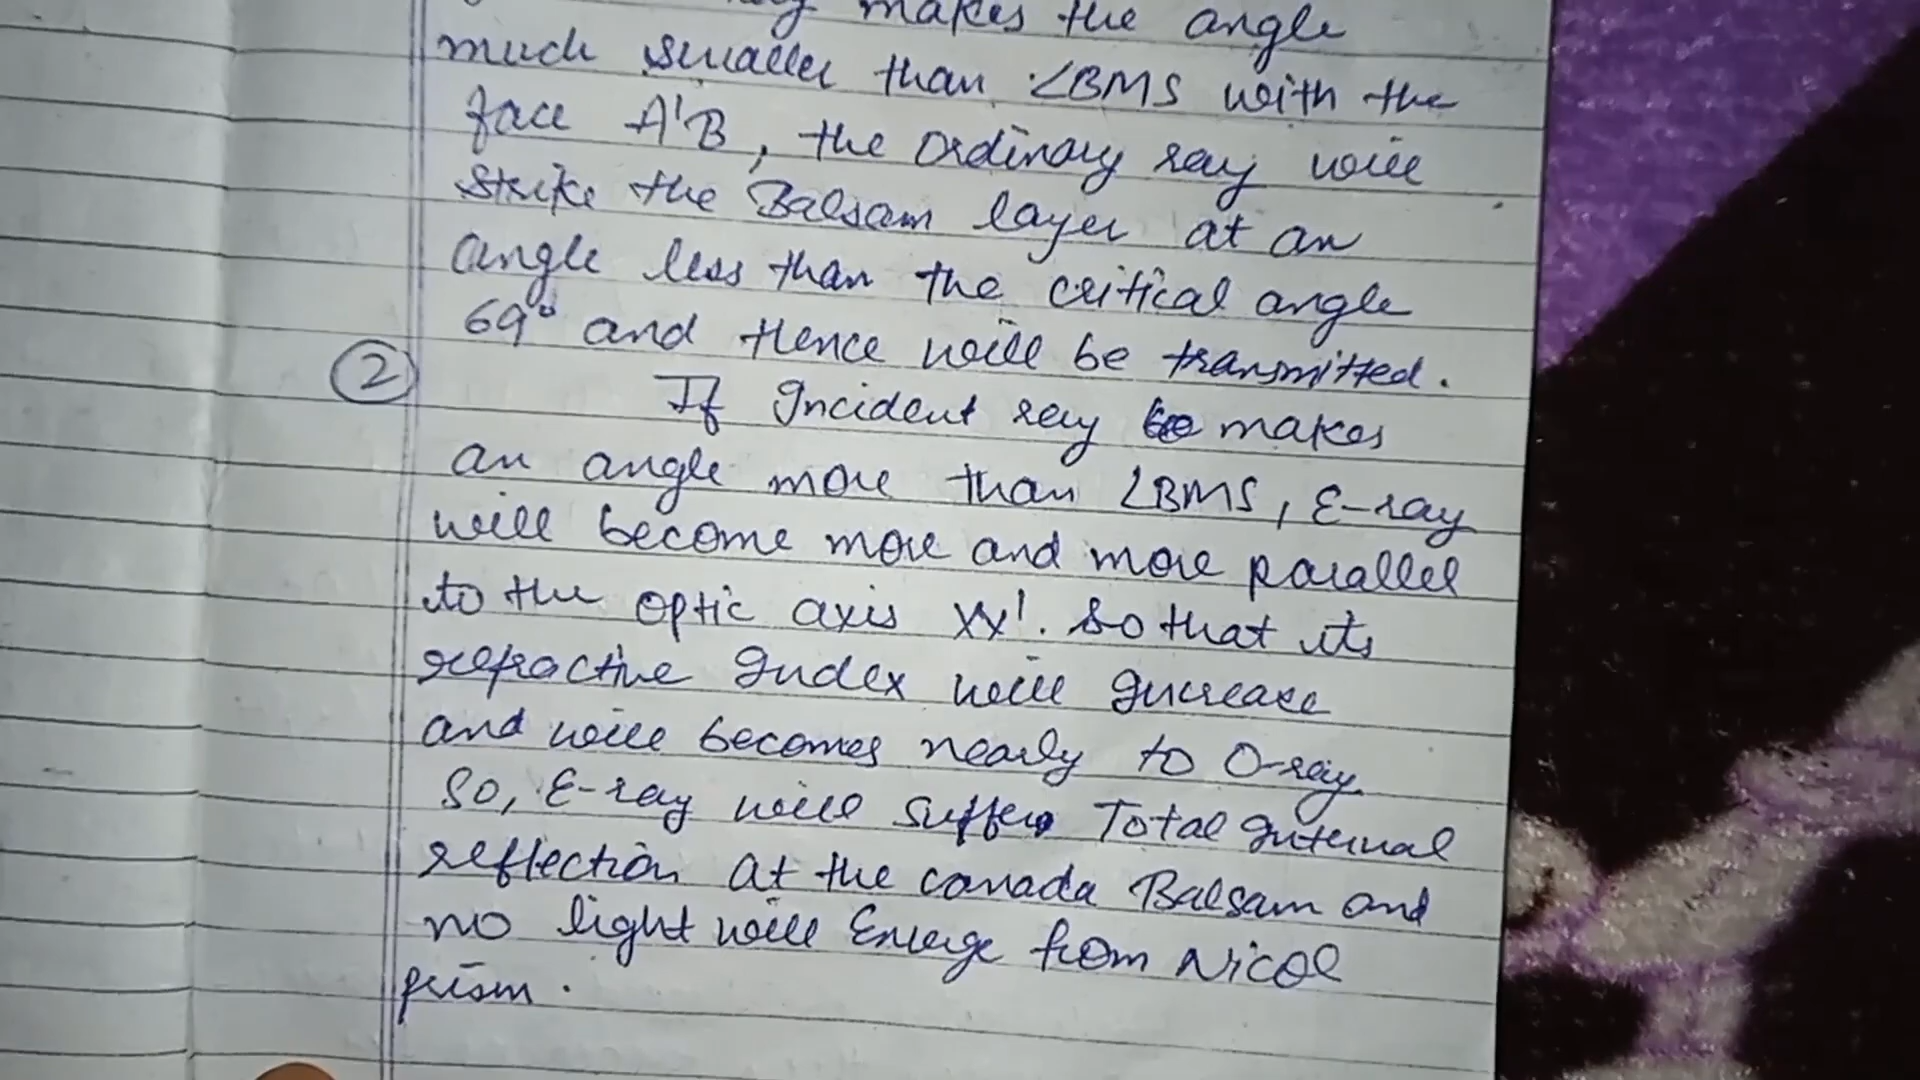 makes the angle
much smaller than ∠BMS with the
face A'B, the ordinary ray will
strike the Balsam layer at an
angle less than the critical angle
69° and Hence will be transmitted.
② If Incident ray makes
an angle more than ∠BMS, E-ray
will become more and more parallel
to the optic axis XX'. So that its
refractive Index will Increase
and will becomes nearly to O-ray.
So, E-ray will suffer Total Internal
reflection at the canada Balsam and
no light will Emerge from Nicol
prism.